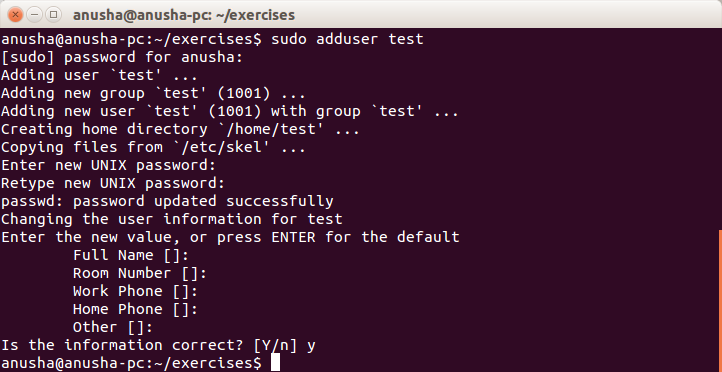 anusha@anusha-pc: ~/exercises
anusha@anusha-pc:~/exercises$ sudo adduser test
[sudo] password for anusha:
Adding user `test' ...
Adding new group `test' (1001) ...
Adding new user `test' (1001) with group `test' ...
Creating home directory `/home/test' ...
Copying files from `/etc/skel' ...
Enter new UNIX password:
Retype new UNIX password:
passwd: password updated successfully
Changing the user information for test
Enter the new value, or press ENTER for the default
        Full Name []:
        Room Number []:
        Work Phone []:
        Home Phone []:
        Other []:
Is the information correct? [Y/n] y
anusha@anusha-pc:~/exercises$